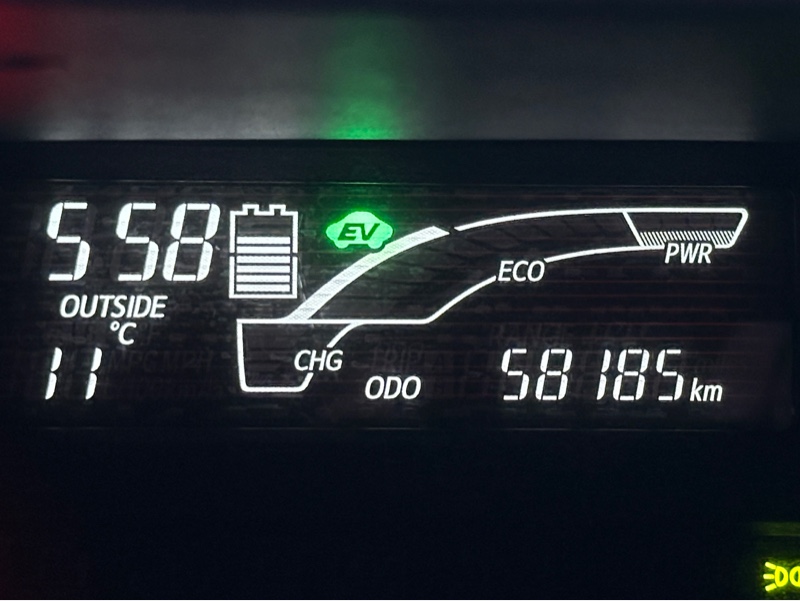 5 58
EV
PWR
ECO
OUTSIDE
°C
11
CHG
ODO
58185 km